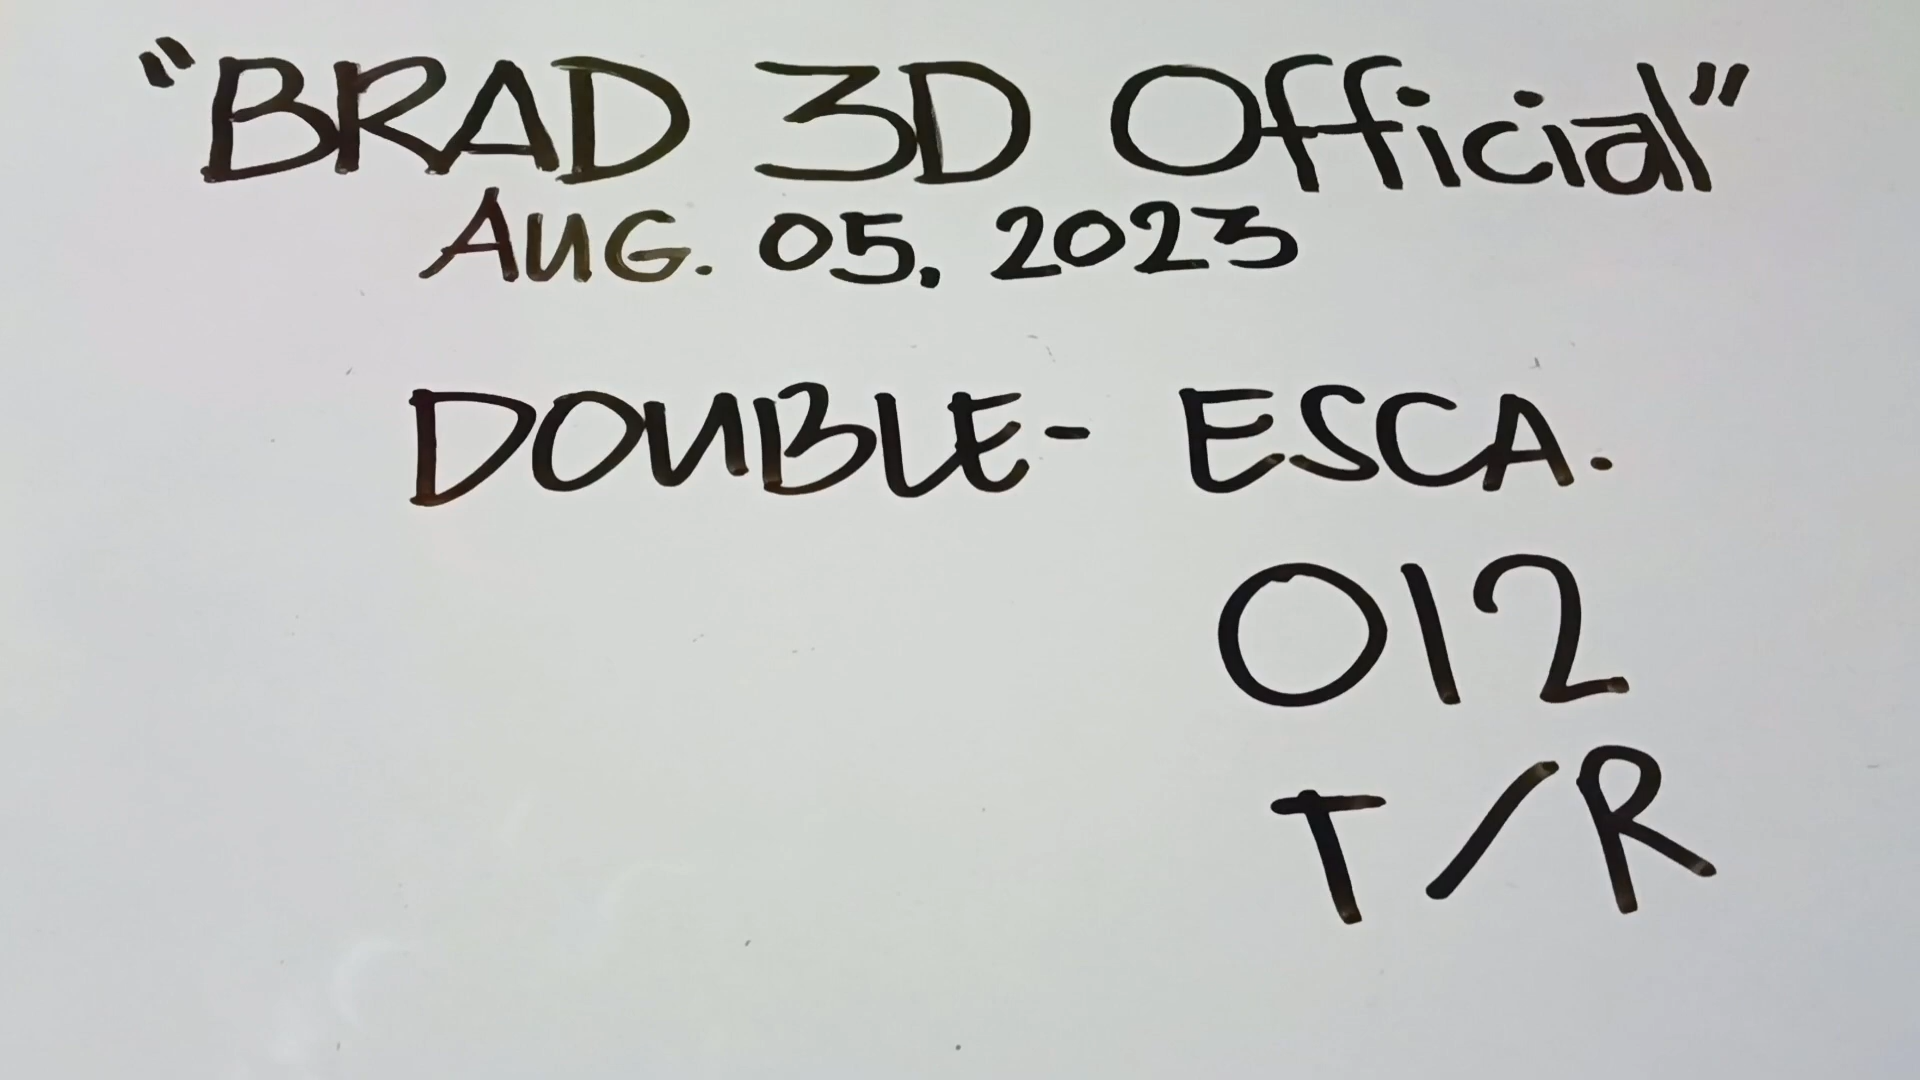 "BRAD 3D Official"
AUG. 05. 2023
DOUBLE- ESCA.
012
T/R